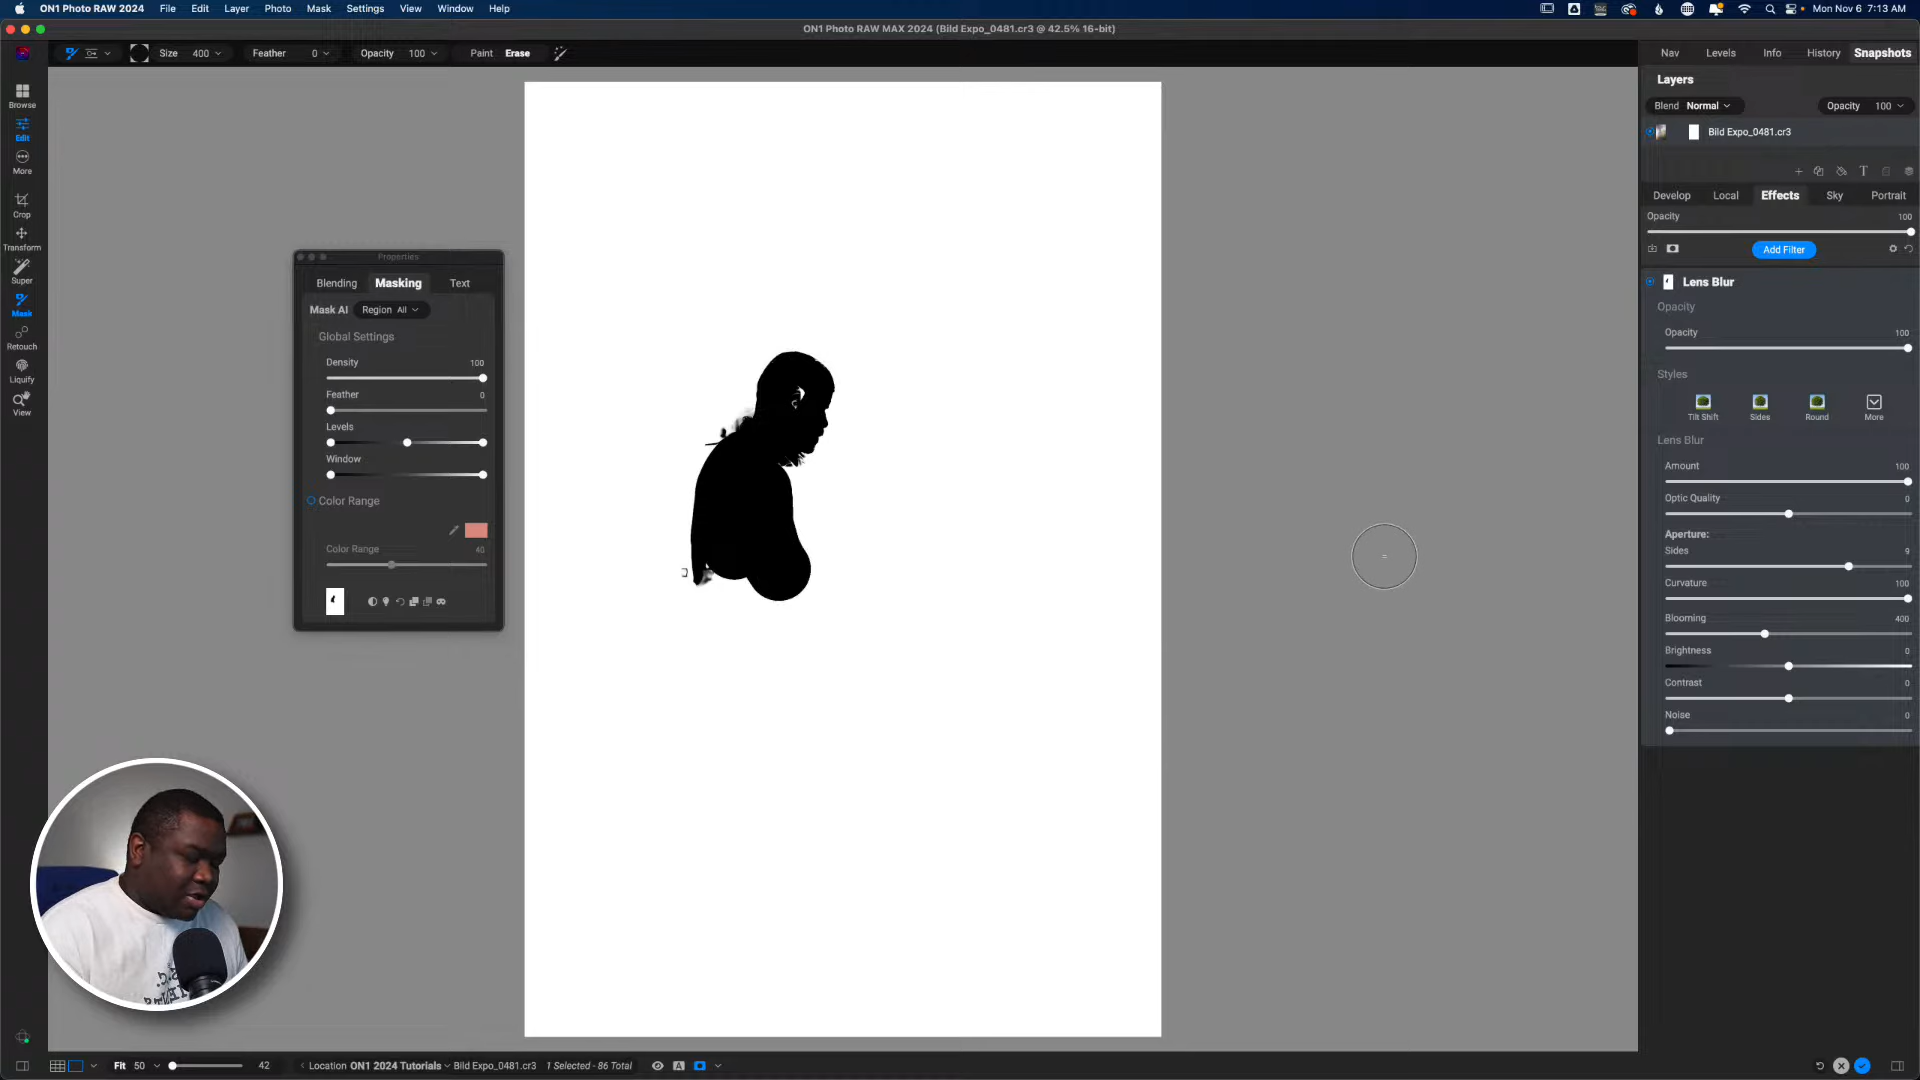 ON1 Photo RAW 2024 File Edit Layer Photo Mask Settings View Window Help
Mon Nov 6 7:13 AM
ON1 Photo RAW MAX 2024 (Bild Expo_0481.cr3 @ 42.5% 16-bit)
Size 400 Feather 0 Opacity 100 Paint Erase
Nav Levels Info History Snapshots
Browse
Edit
More
Crop
Transform
Super
Mask
Retouch
Liquify
View
Properties
Blending Masking Text
Mask AI Region All
Global Settings
Density 100
Feather 0
Levels
Window
Color Range
Color Range 40
Layers
Blend Normal Opacity 100
Bild Expo_0481.cr3
Develop Local Effects Sky Portrait
Opacity 100
Add Filter
Lens Blur
Opacity
Opacity 100
Styles
Tilt Shift Sides Round More
Lens Blur
Amount 100
Optic Quality 0
Aperture:
Sides 9
Curvature 100
Blooming 400
Brightness 0
Contrast 0
Noise 0
Fit 50 42 Location ON1 2024 Tutorials Bild Expo_0481.cr3 1 Selected - 86 Total